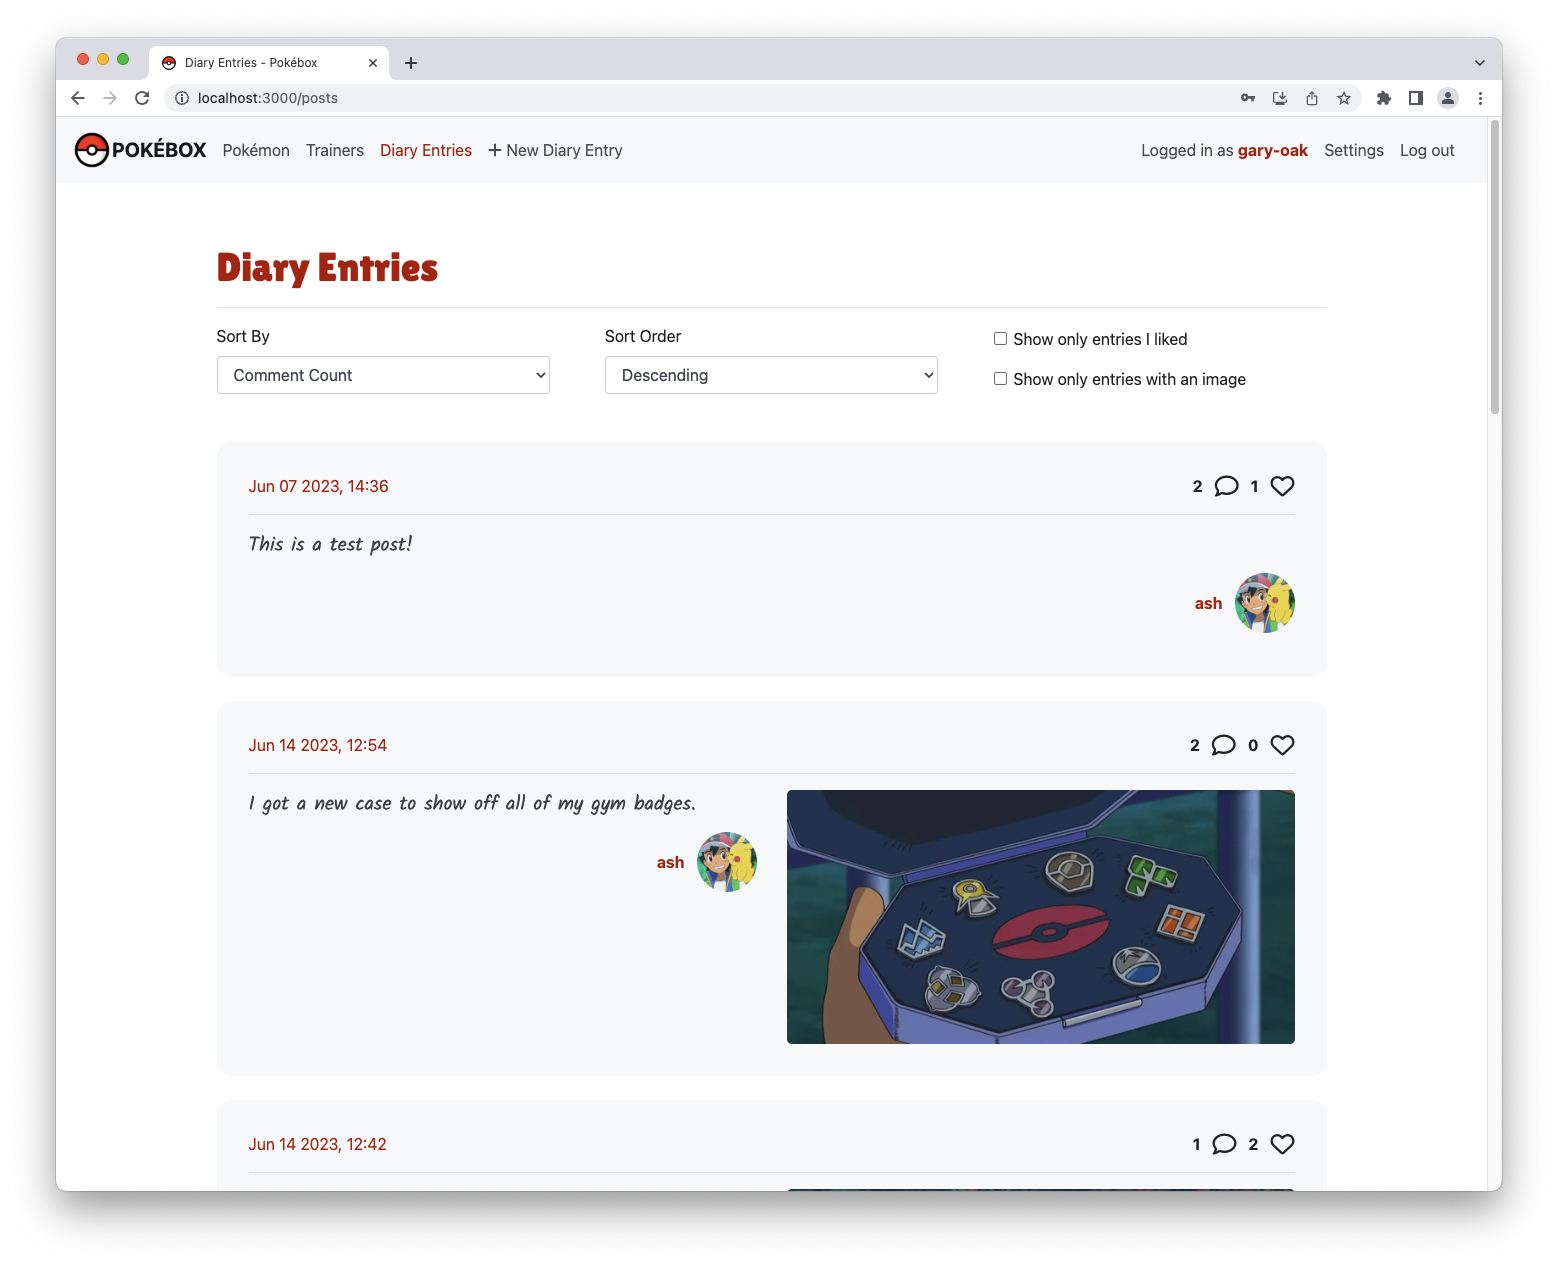 Diary Entries - Pokébox
localhost:3000/posts
POKÉBOX Pokémon Trainers Diary Entries + New Diary Entry Logged in as gary-oak Settings Log out
Diary Entries
Sort By Sort Order Show only entries I liked
Comment Count Descending Show only entries with an image
Jun 07 2023, 14:36 2 1
This is a test post!
ash
Jun 14 2023, 12:54 2 0
I got a new case to show off all of my gym badges.
ash
Jun 14 2023, 12:42 1 2